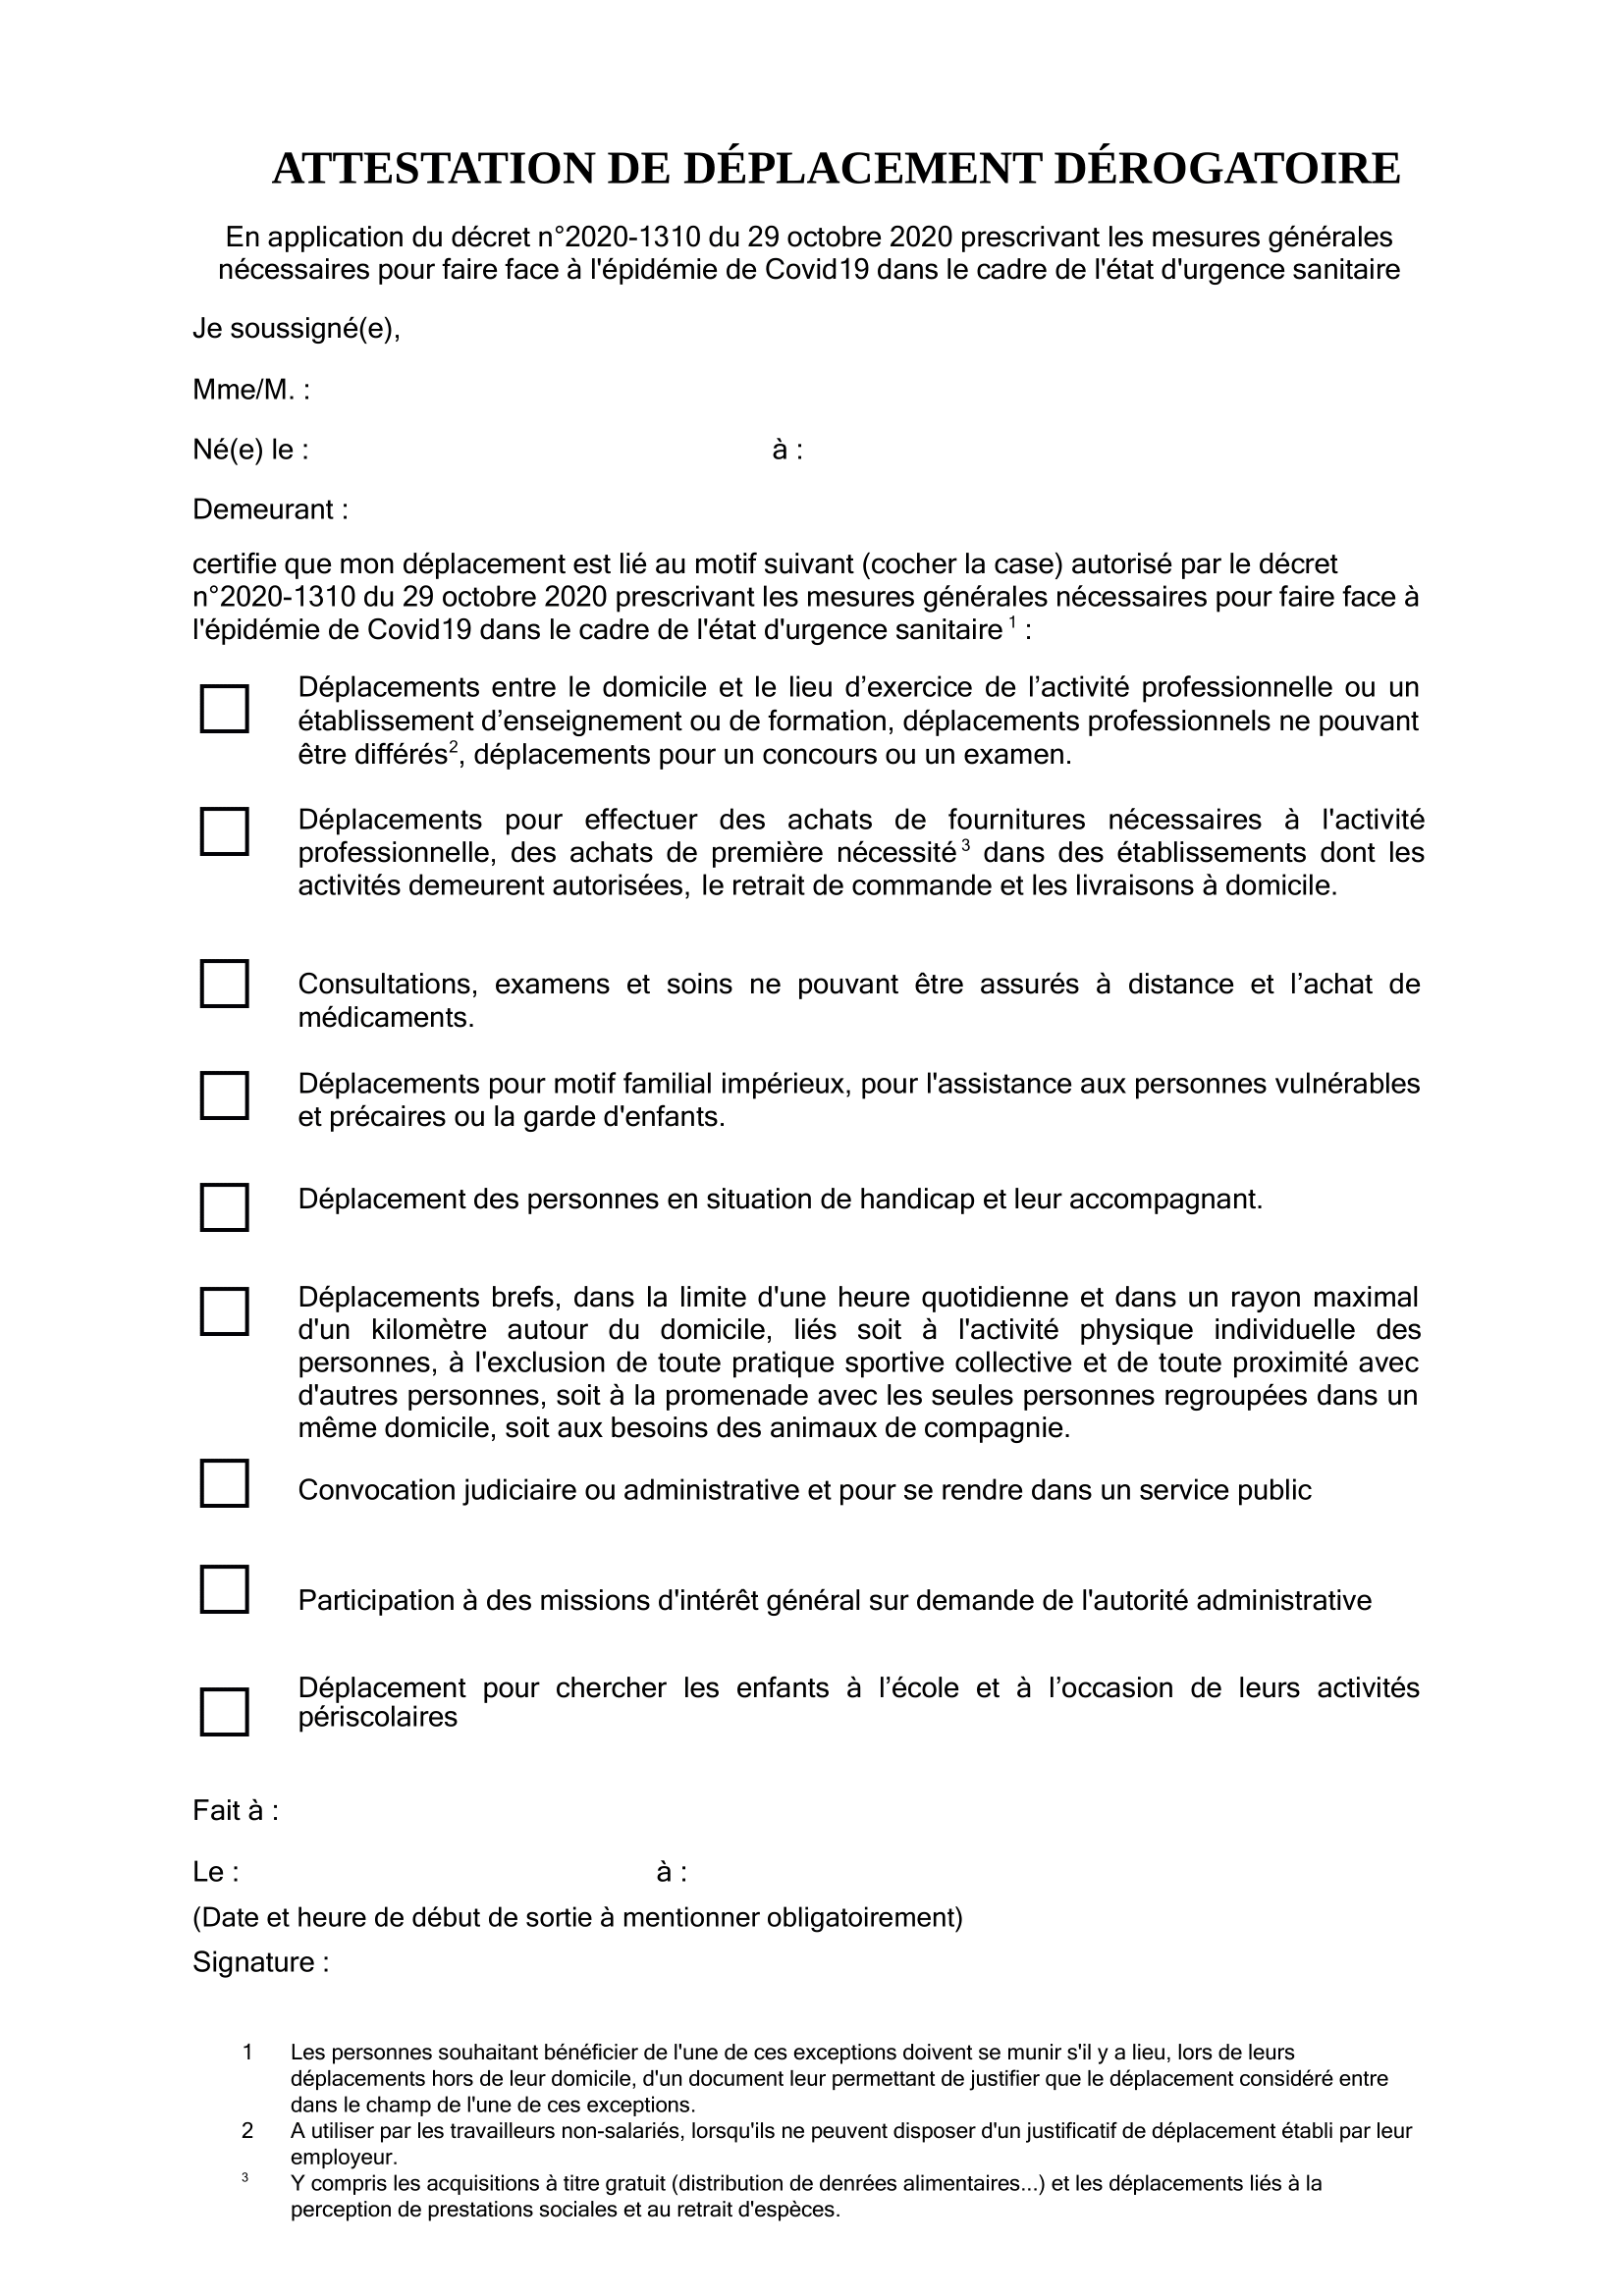 ATTESTATION DE DÉPLACEMENT DÉROGATOIRE
En application du décret n°2020-1310 du 29 octobre 2020 prescrivant les mesures générales
nécessaires pour faire face à l'épidémie de Covid19 dans le cadre de l'état d'urgence sanitaire
Je soussigné(e),
Mme/M. :
Né(e) le : à :
Demeurant :
certifie que mon déplacement est lié au motif suivant (cocher la case) autorisé par le décret
n°2020-1310 du 29 octobre 2020 prescrivant les mesures générales nécessaires pour faire face à
l'épidémie de Covid19 dans le cadre de l'état d'urgence sanitaire 1 :
Déplacements entre le domicile et le lieu d’exercice de l’activité professionnelle ou un
établissement d’enseignement ou de formation, déplacements professionnels ne pouvant
être différés2, déplacements pour un concours ou un examen.
Déplacements pour effectuer des achats de fournitures nécessaires à l'activité
professionnelle, des achats de première nécessité 3 dans des établissements dont les
activités demeurent autorisées, le retrait de commande et les livraisons à domicile.
Consultations, examens et soins ne pouvant être assurés à distance et l’achat de
médicaments.
Déplacements pour motif familial impérieux, pour l'assistance aux personnes vulnérables
et précaires ou la garde d'enfants.
Déplacement des personnes en situation de handicap et leur accompagnant.
Déplacements brefs, dans la limite d'une heure quotidienne et dans un rayon maximal
d'un kilomètre autour du domicile, liés soit à l'activité physique individuelle des
personnes, à l'exclusion de toute pratique sportive collective et de toute proximité avec
d'autres personnes, soit à la promenade avec les seules personnes regroupées dans un
même domicile, soit aux besoins des animaux de compagnie.
Convocation judiciaire ou administrative et pour se rendre dans un service public
Participation à des missions d'intérêt général sur demande de l'autorité administrative
Déplacement pour chercher les enfants à l’école et à l’occasion de leurs activités
périscolaires
Fait à :
Le : à :
(Date et heure de début de sortie à mentionner obligatoirement)
Signature :
1 Les personnes souhaitant bénéficier de l'une de ces exceptions doivent se munir s'il y a lieu, lors de leurs
déplacements hors de leur domicile, d'un document leur permettant de justifier que le déplacement considéré entre
dans le champ de l'une de ces exceptions.
2 A utiliser par les travailleurs non-salariés, lorsqu'ils ne peuvent disposer d'un justificatif de déplacement établi par leur
employeur.
3 Y compris les acquisitions à titre gratuit (distribution de denrées alimentaires...) et les déplacements liés à la
perception de prestations sociales et au retrait d'espèces.